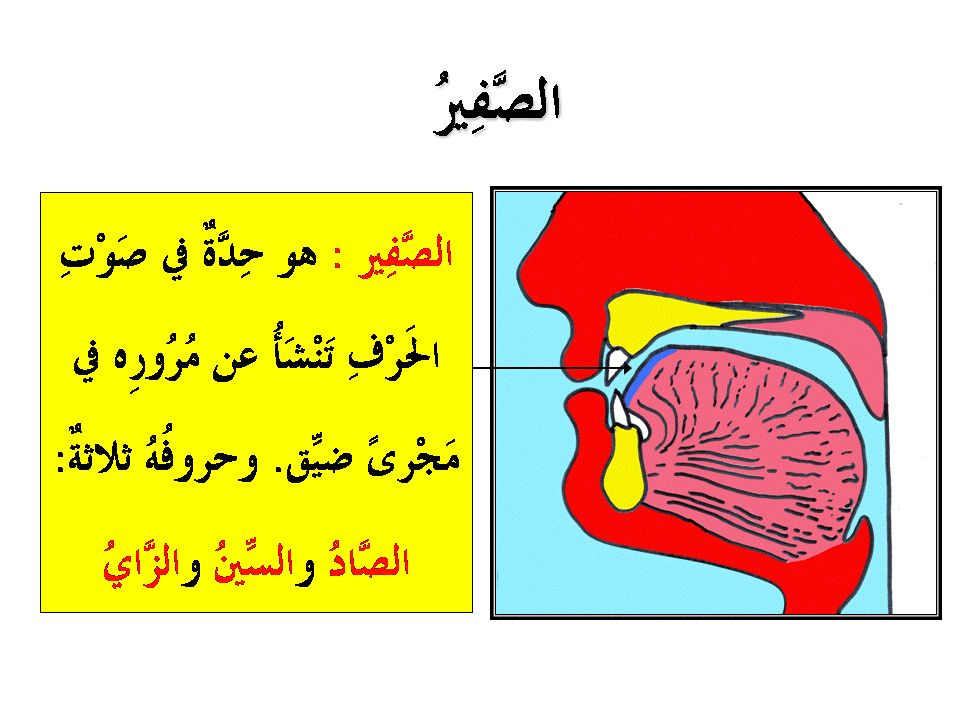 الصَّفِيرُ
الصَّفِير : هو حِدَّةٌ في صَوْتِ
الحَرْفِ تَنْشَأُ عن مُرُورِه في
مَجْرىً ضيِّق. وحروفُهُ ثلاثةٌ:
الصَّادُ والسِّينُ والزَّايُ